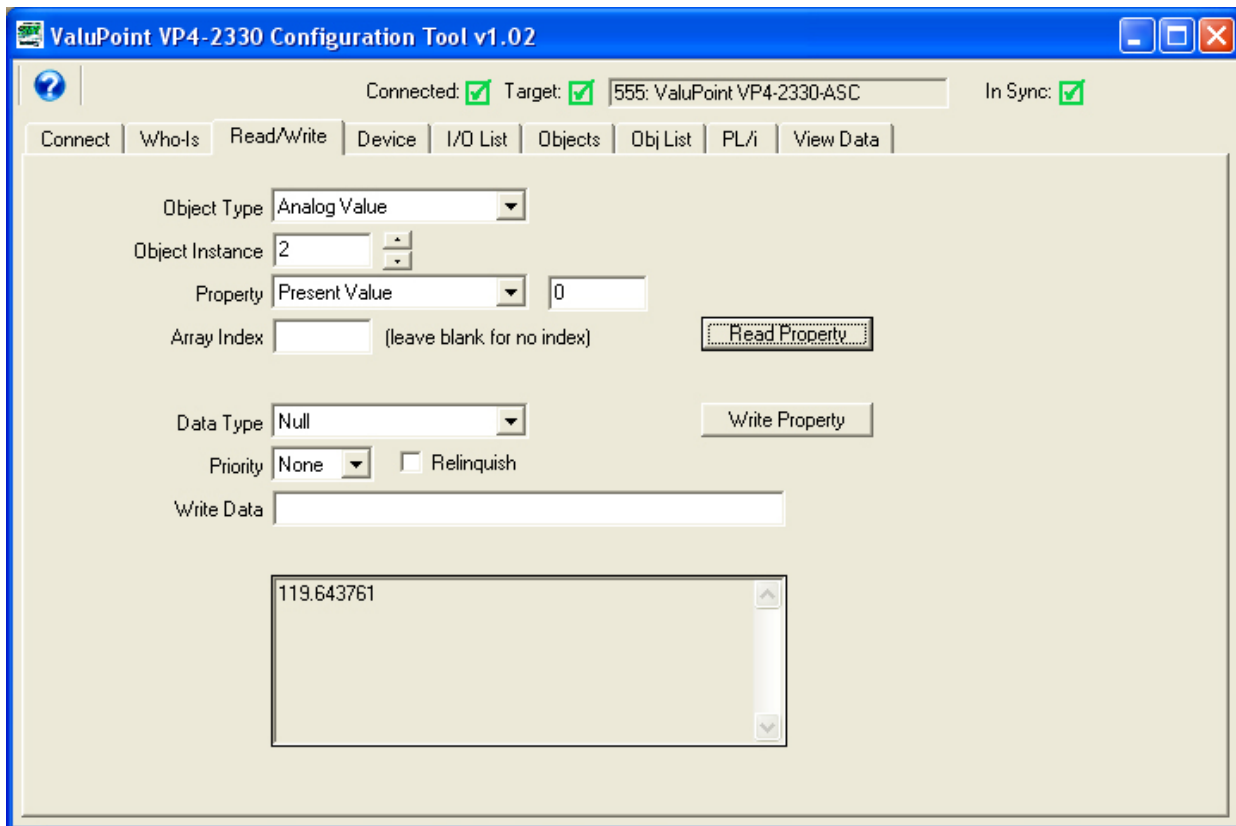 ValuPoint VP4-2330 Configuration Tool v1.02
Connected: Target: 555: ValuPoint VP4-2330-ASC In Sync:
Connect Who-Is Read/Write Device I/O List Objects Obj List PL/i View Data
Object Type Analog Value
Object Instance 2
Property Present Value 0
Array Index (leave blank for no index) Read Property
Data Type Null Write Property
Priority None Relinquish
Write Data
119.643761